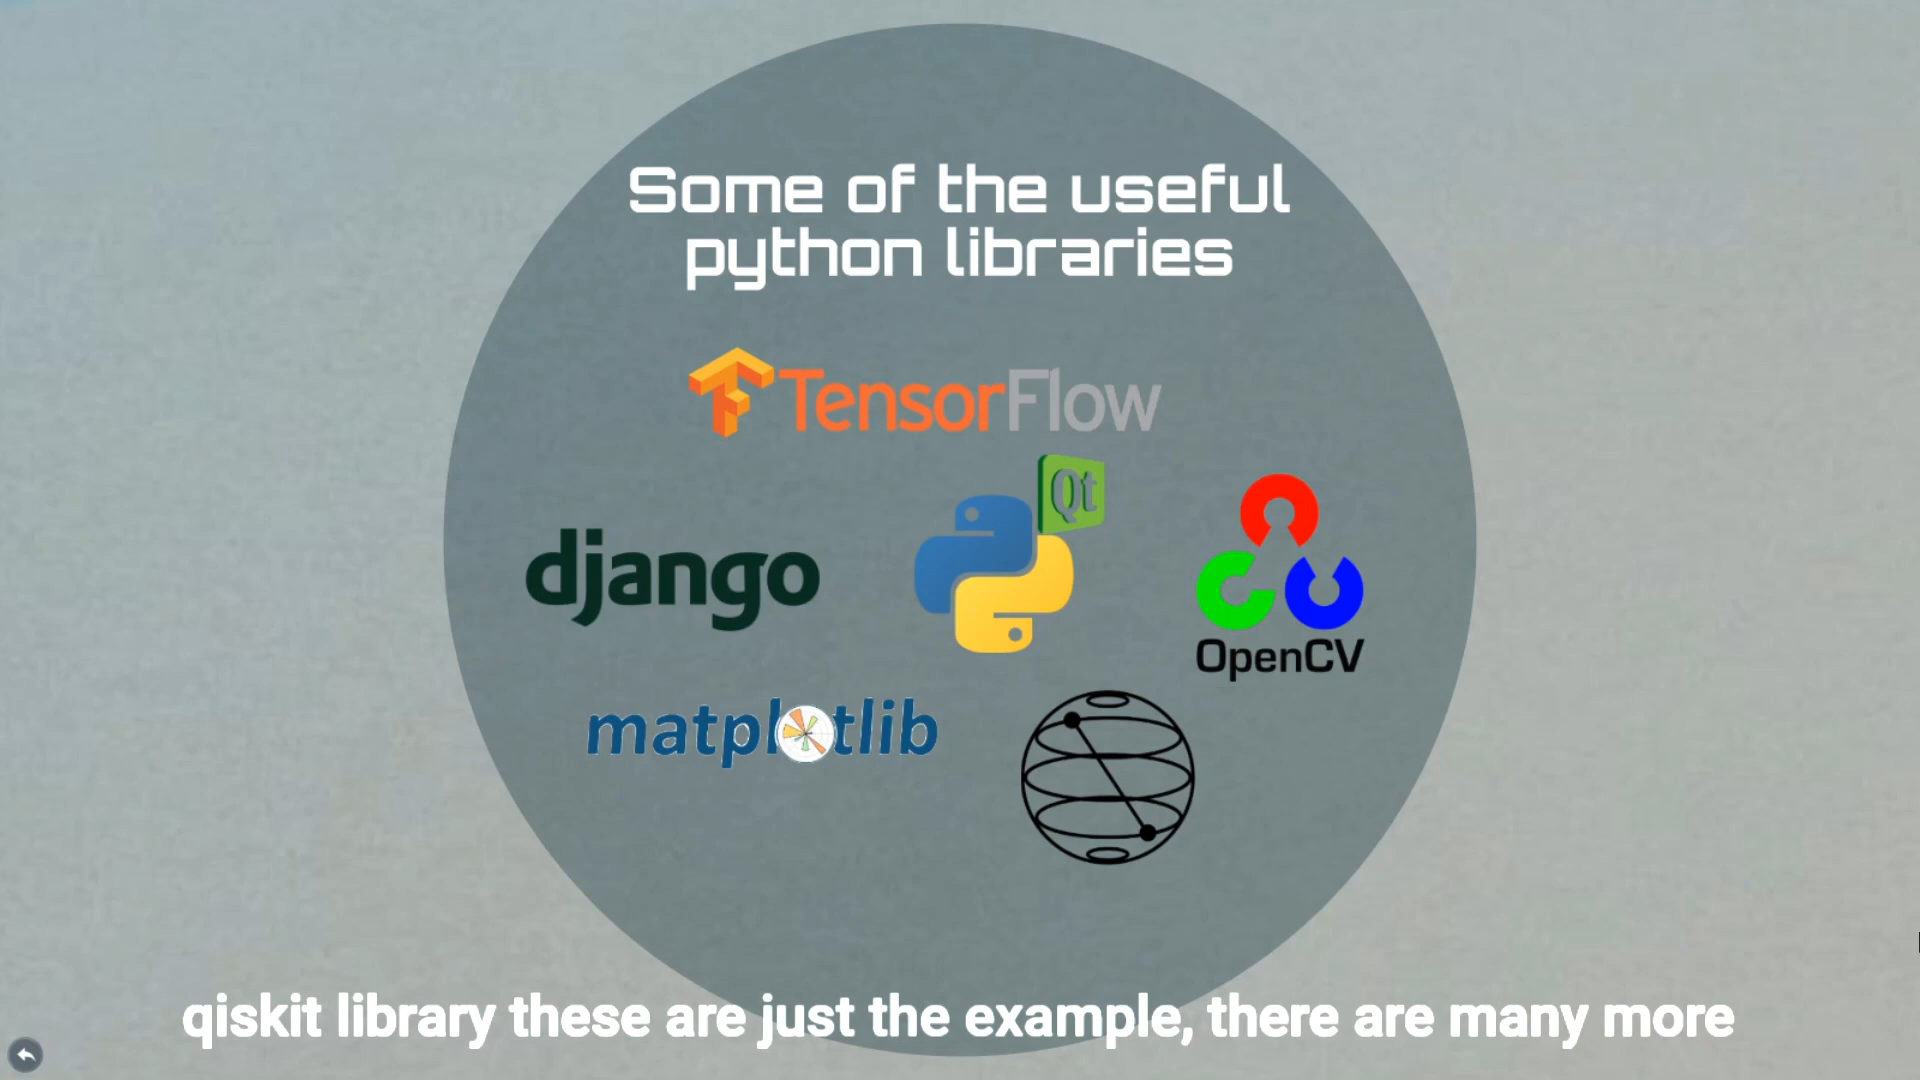 Some of the useful
python libraries
TensorFlow
Qt
django
OpenCV
matplotlib
qiskit library these are just the example, there are many more